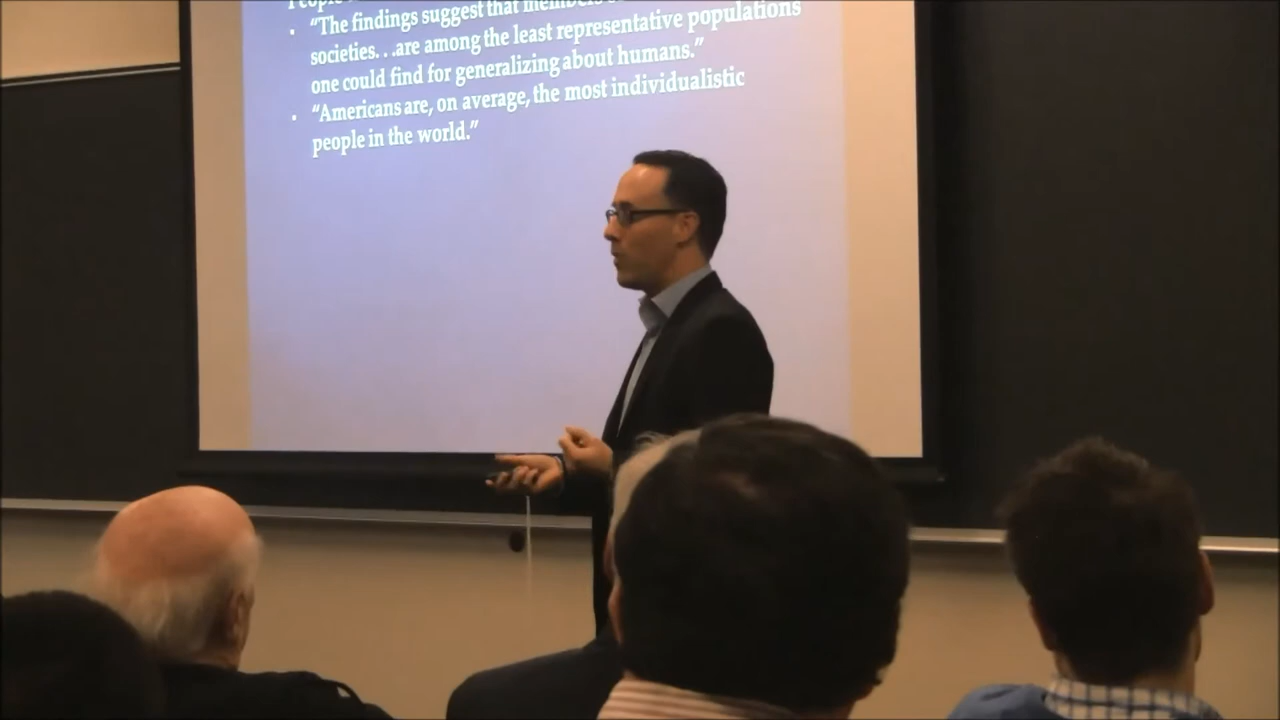 People
• “The findings suggest that members
societies. . .are among the least representative populations
one could find for generalizing about humans.”
• “Americans are, on average, the most individualistic
people in the world.”